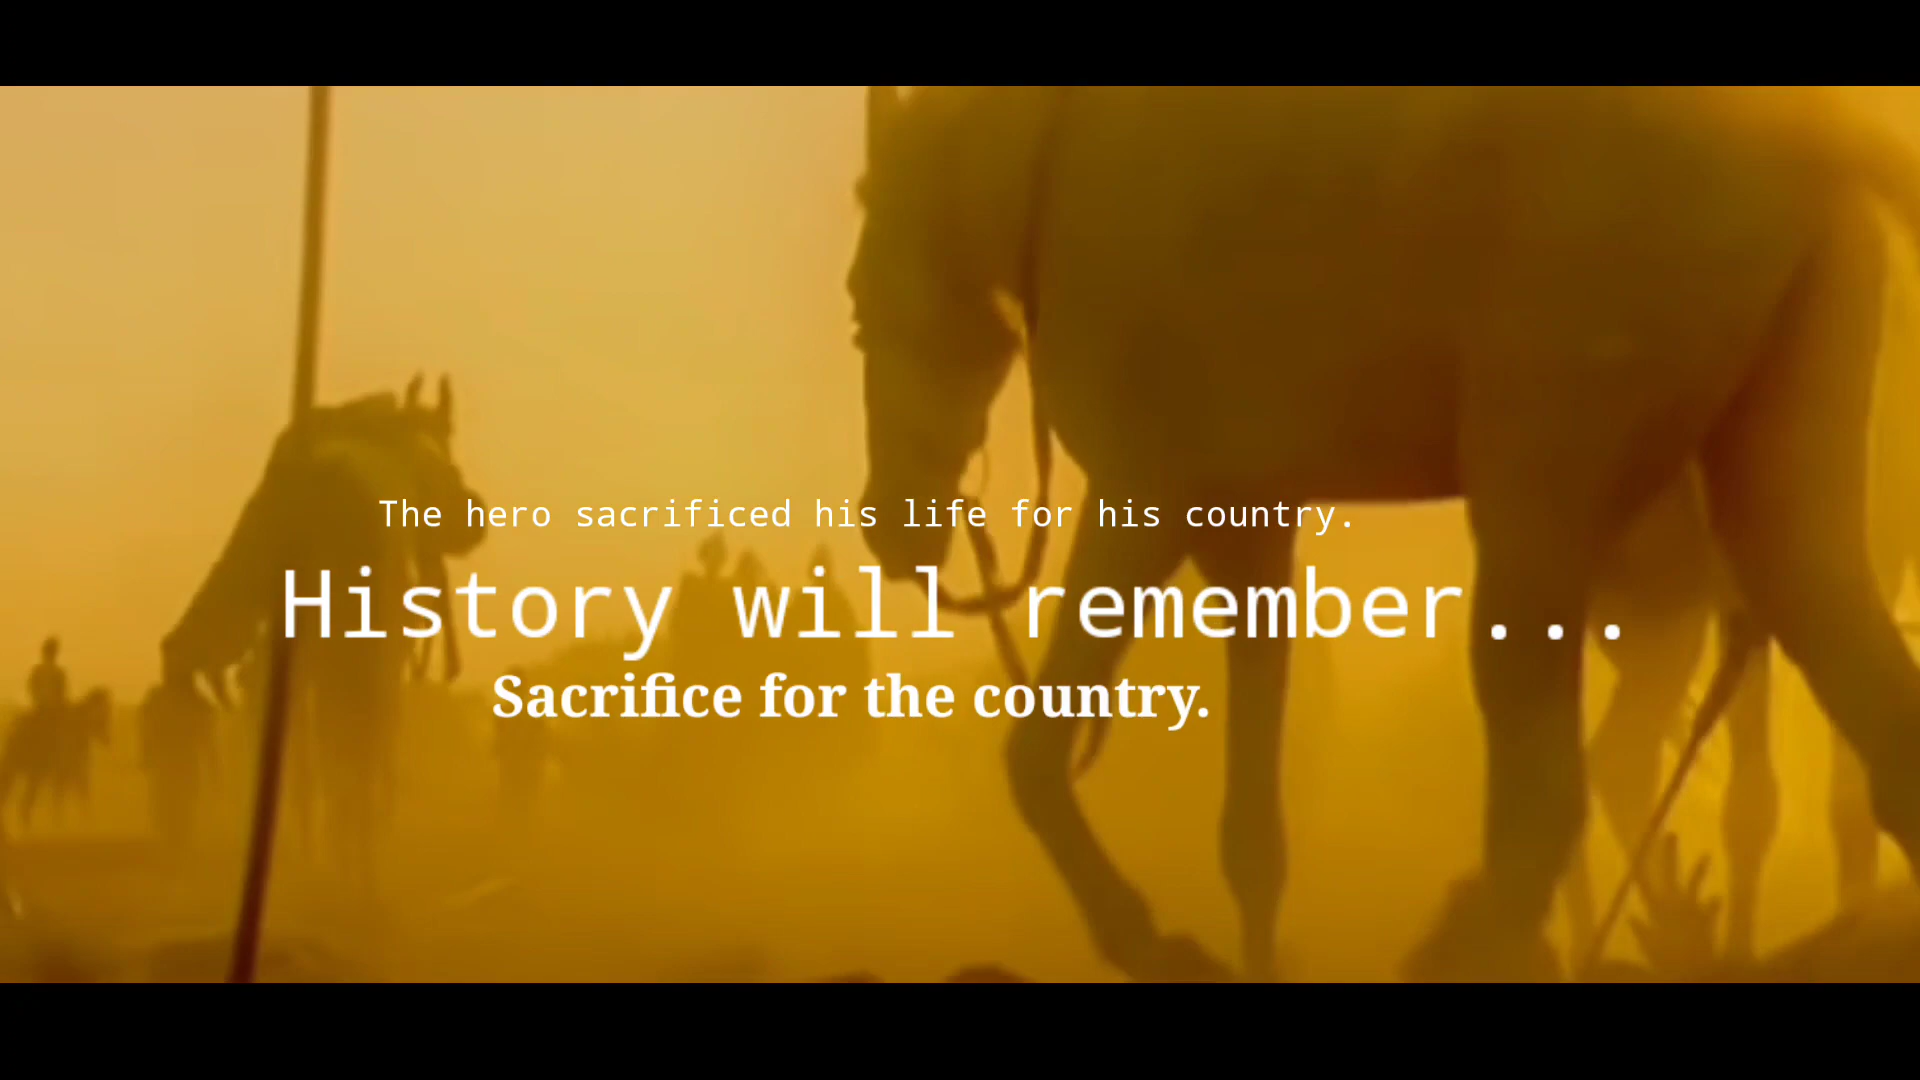 The hero sacrificed his life for his country.
History will remember...
Sacrifice for the country.